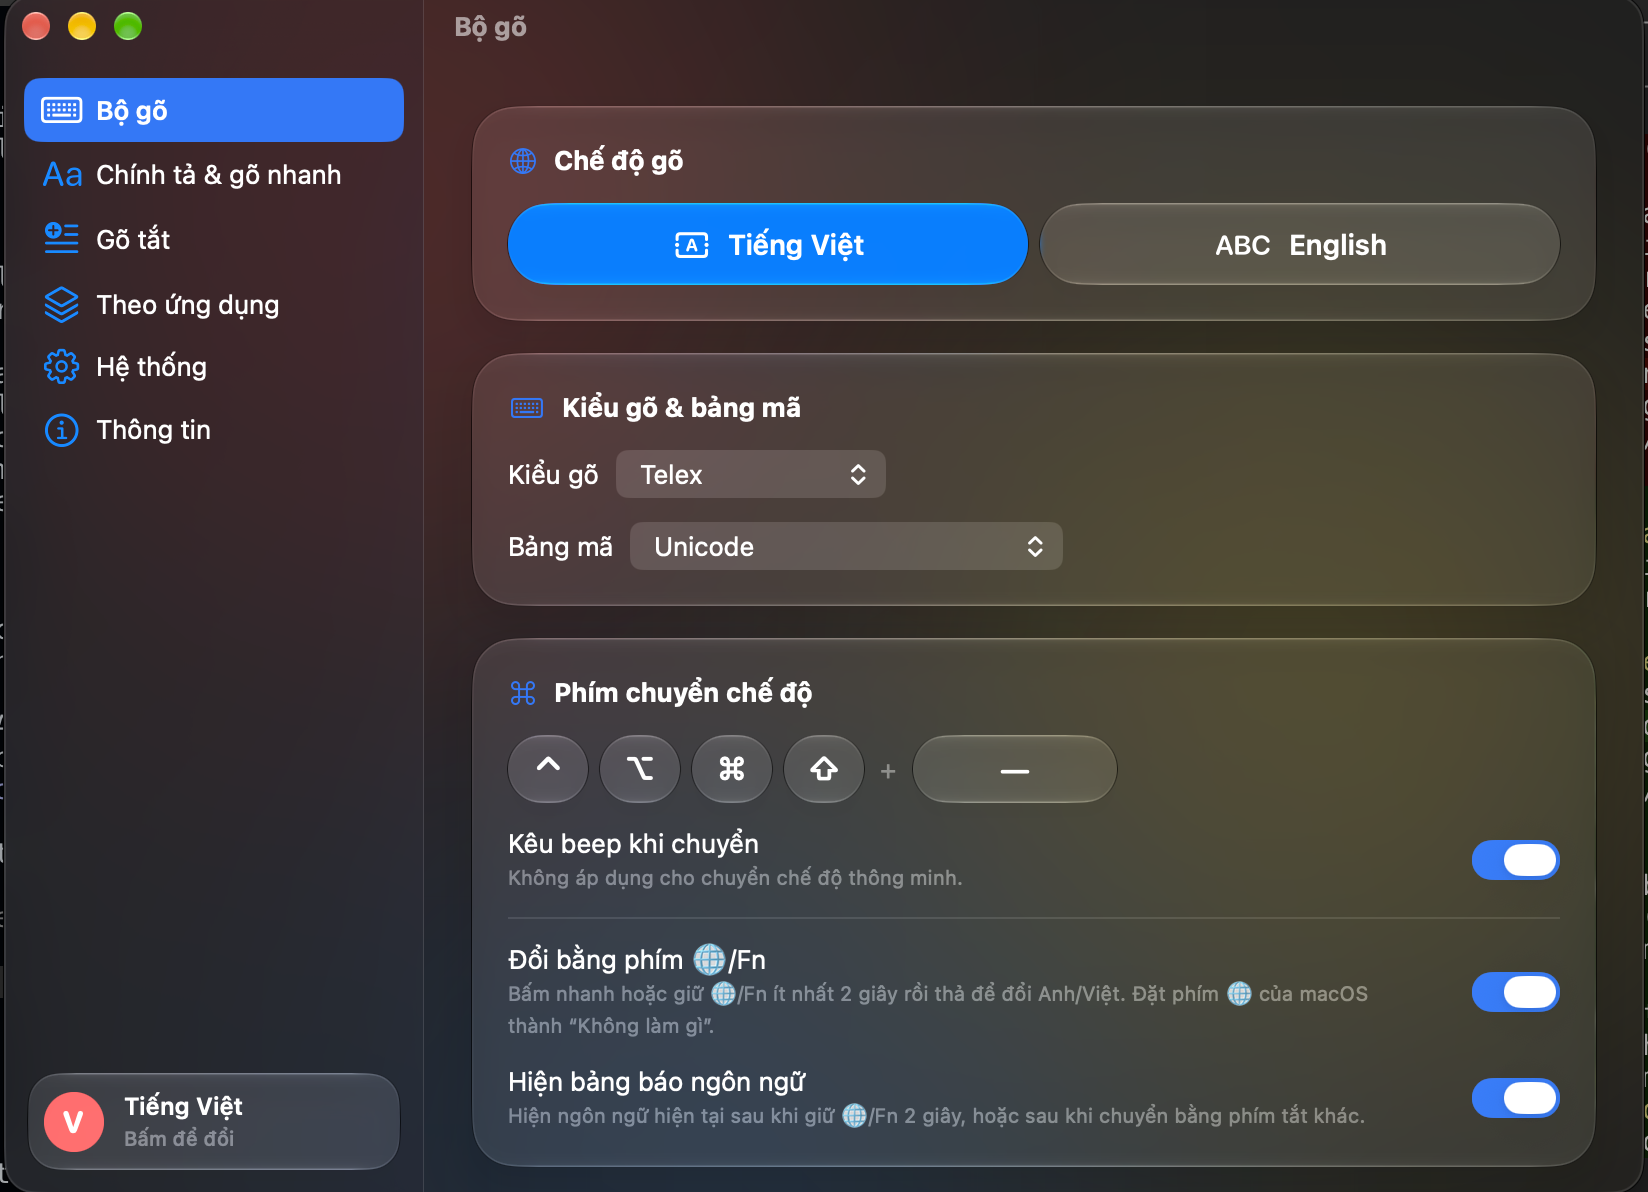 Bộ gõ
Bộ gõ
Chính tả & gõ nhanh
Gõ tắt
Theo ứng dụng
Hệ thống
Thông tin
V
Tiếng Việt
Bấm để đổi
Chế độ gõ
Tiếng Việt
ABC English
Kiểu gõ & bảng mã
Kiểu gõ Telex
Bảng mã Unicode
Phím chuyển chế độ
^ ⌥ ⌘ ⇧ + —
Kêu beep khi chuyển
Không áp dụng cho chuyển chế độ thông minh.
Đổi bằng phím 🌐/Fn
Bấm nhanh hoặc giữ 🌐/Fn ít nhất 2 giây rồi thả để đổi Anh/Việt. Đặt phím 🌐 của macOS
thành “Không làm gì”.
Hiện bảng báo ngôn ngữ
Hiện ngôn ngữ hiện tại sau khi giữ 🌐/Fn 2 giây, hoặc sau khi chuyển bằng phím tắt khác.